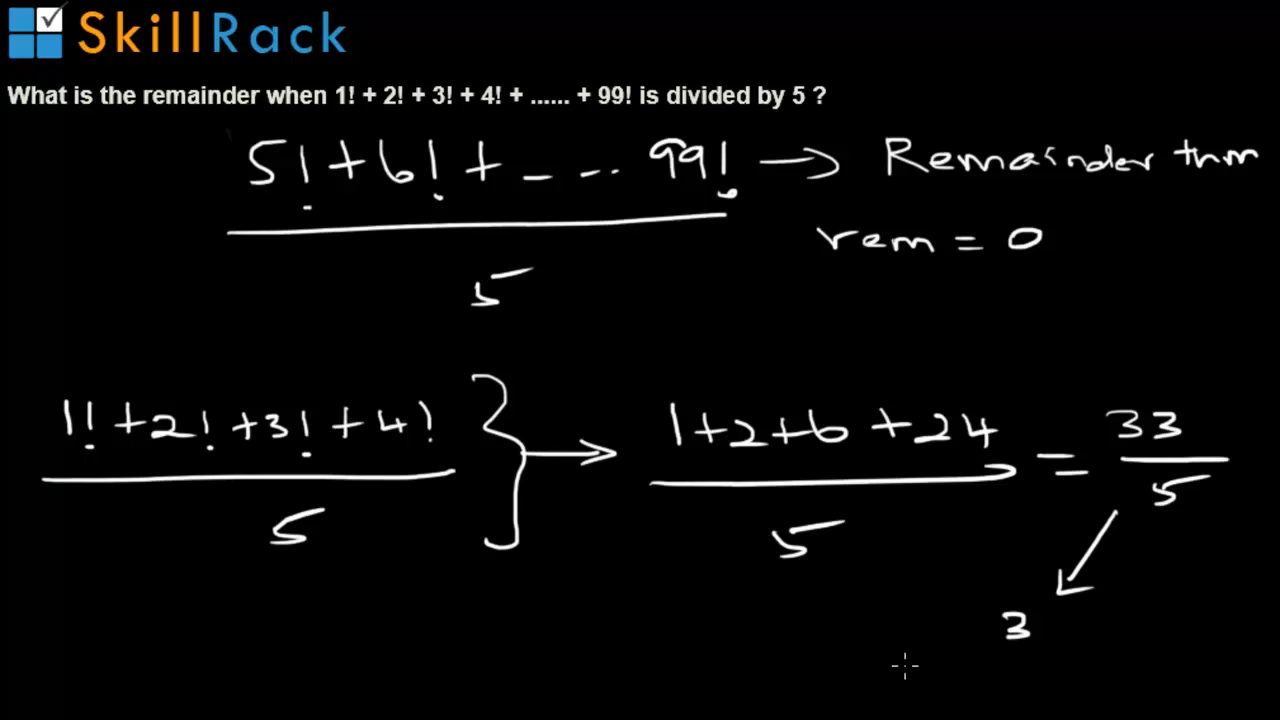 SkillRack
What is the remainder when 1! + 2! + 3! + 4! + ...... + 99! is divided by 5 ?
5! + 6! + - -.. 99! → Remainder thm
rem = 0
5
1! + 2! + 3! + 4! } → 1+2+6+24 = 33
5 5 5
3